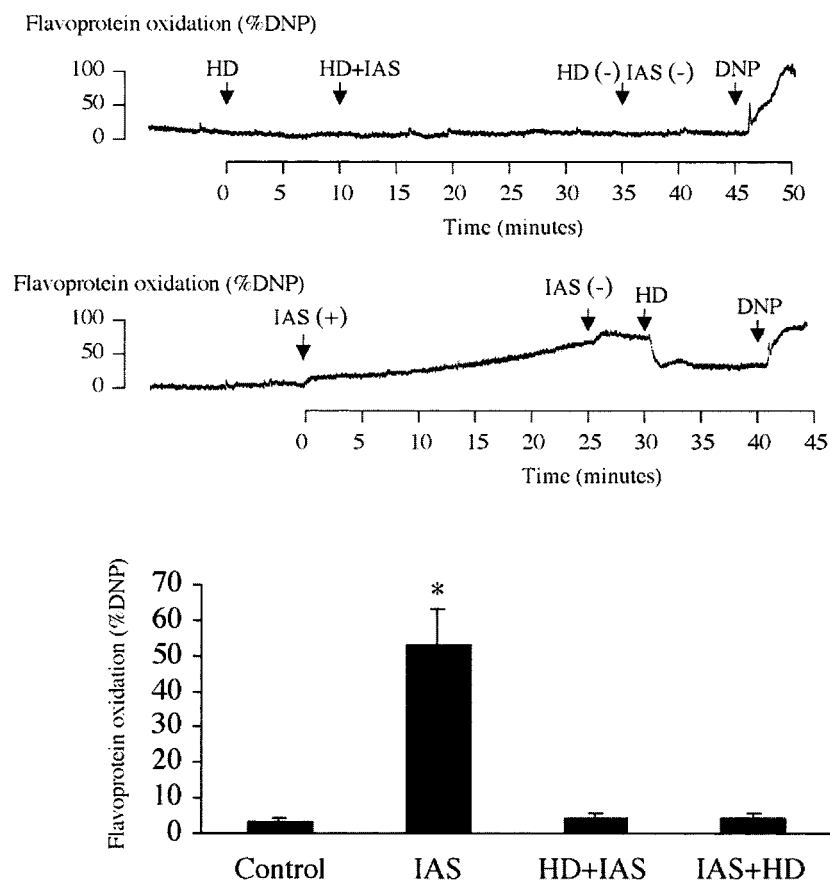 Flavoprotein oxidation (%DNP)
HD HD+IAS HD (-) IAS (-) DNP
100
50
0
0 5 10 15 20 25 30 35 40 45 50
Time (minutes)
Flavoprotein oxidation (%DNP)
IAS (+) IAS (-) HD DNP
100
50
0
0 5 10 15 20 25 30 35 40 45
Time (minutes)
Flavoprotein oxidation (%DNP)
70
60
50
40
30
20
10
0
*
Control IAS HD+IAS IAS+HD